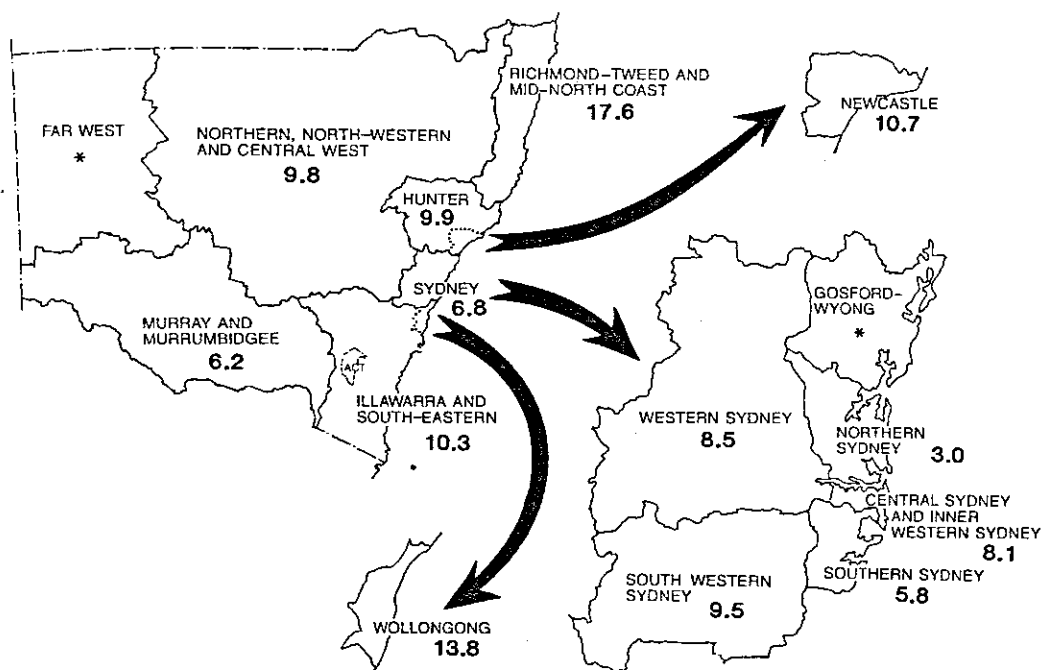 RICHMOND-TWEED AND
MID-NORTH COAST
17.6
NEWCASTLE
10.7
FAR WEST
*
NORTHERN, NORTH-WESTERN
AND CENTRAL WEST
9.8
HUNTER
9.9
SYDNEY
6.8
MURRAY AND
MURRUMBIDGEE
6.2
ACT
ILLAWARRA AND
SOUTH-EASTERN
10.3
WOLLONGONG
13.8
GOSFORD-
WYONG
*
WESTERN SYDNEY
8.5
NORTHERN
SYDNEY
3.0
CENTRAL SYDNEY
AND INNER
WESTERN SYDNEY
8.1
SOUTH WESTERN
SYDNEY
9.5
SOUTHERN SYDNEY
5.8